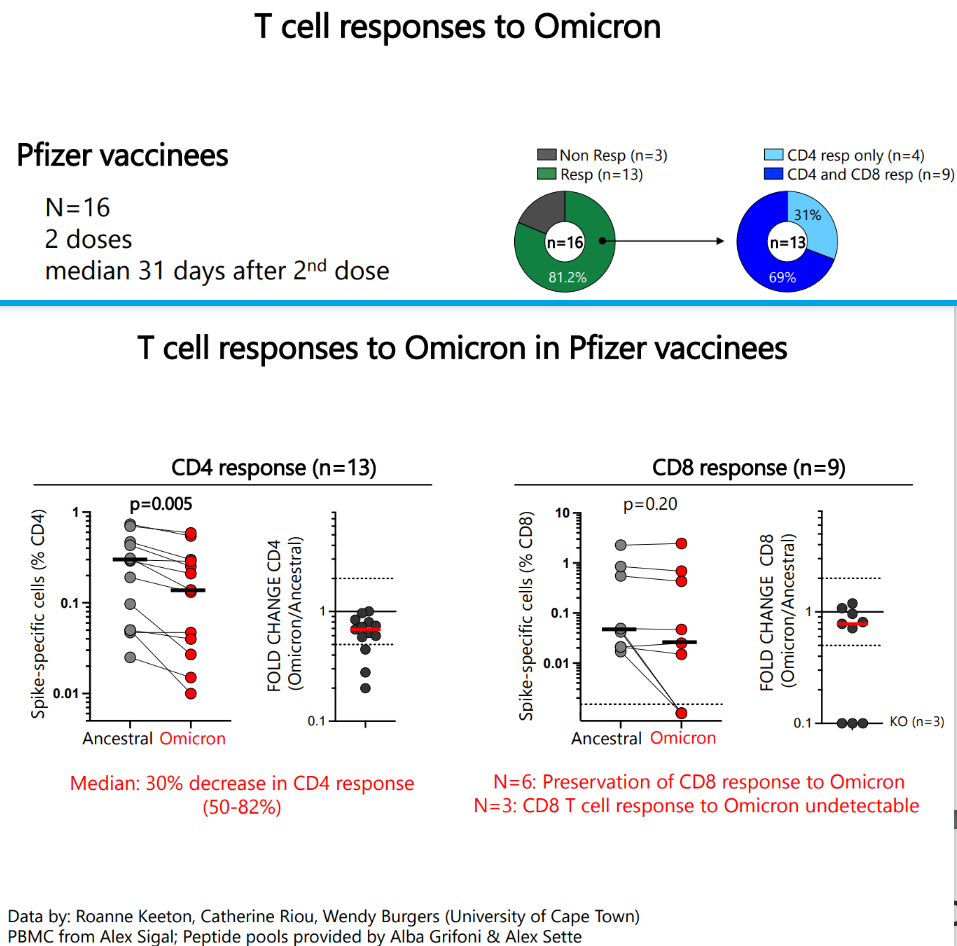 T cell responses to Omicron
Pfizer vaccinees
N=16
2 doses
median 31 days after 2nd dose
Non Resp (n=3)
Resp (n=13)
n=16
81.2%
CD4 resp only (n=4)
CD4 and CD8 resp (n=9)
31%
n=13
69%
T cell responses to Omicron in Pfizer vaccinees
CD4 response (n=13)
p=0.005
Spike-specific cells (% CD4)
1
0.1
0.01
Ancestral Omicron
FOLD CHANGE CD4
(Omicron/Ancestral)
1
0.1
Median: 30% decrease in CD4 response
(50-82%)
CD8 response (n=9)
p=0.20
Spike-specific cells (% CD8)
10
1
0.1
0.01
Ancestral Omicron
FOLD CHANGE CD8
(Omicron/Ancestral)
1
0.1
KO (n=3)
N=6: Preservation of CD8 response to Omicron
N=3: CD8 T cell response to Omicron undetectable
Data by: Roanne Keeton, Catherine Riou, Wendy Burgers (University of Cape Town)
PBMC from Alex Sigal; Peptide pools provided by Alba Grifoni & Alex Sette